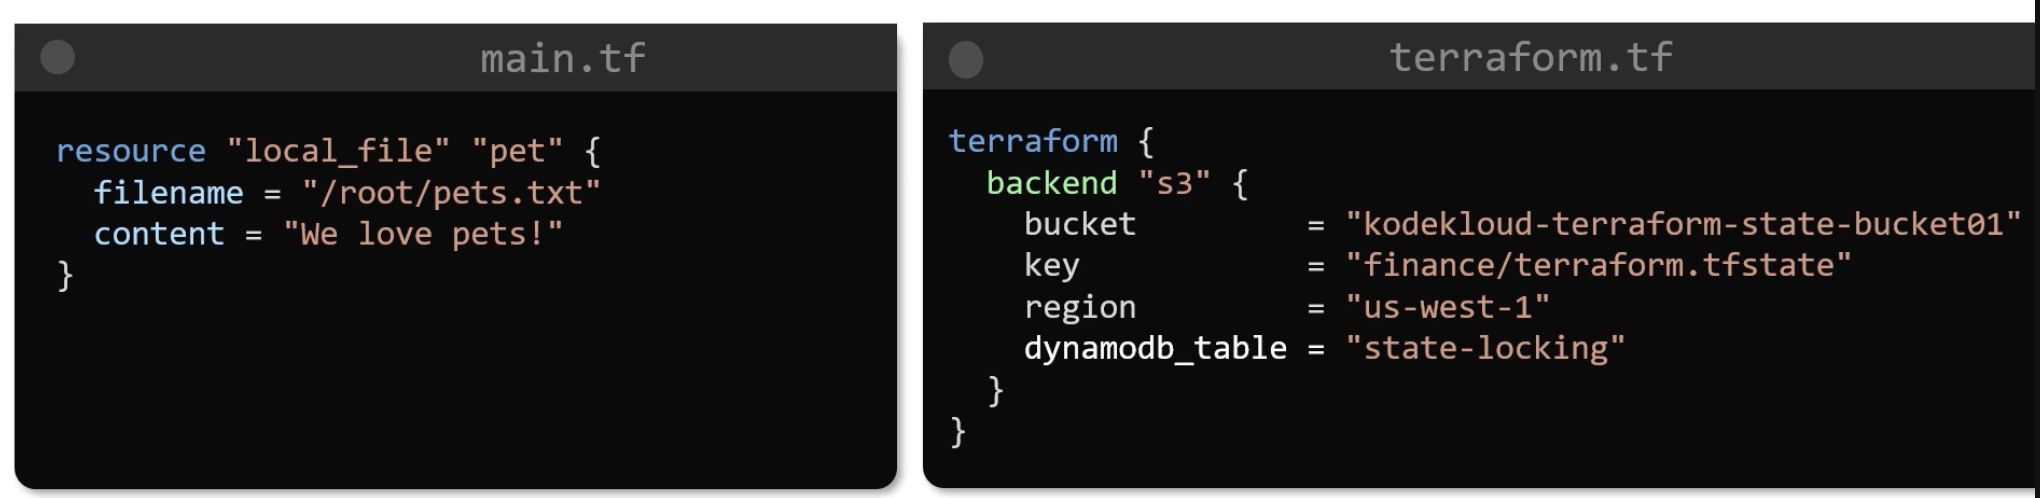 main.tf
resource "local_file" "pet" {
  filename = "/root/pets.txt"
  content = "We love pets!"
}
terraform.tf
terraform {
  backend "s3" {
    bucket         = "kodekloud-terraform-state-bucket01"
    key            = "finance/terraform.tfstate"
    region         = "us-west-1"
    dynamodb_table = "state-locking"
  }
}